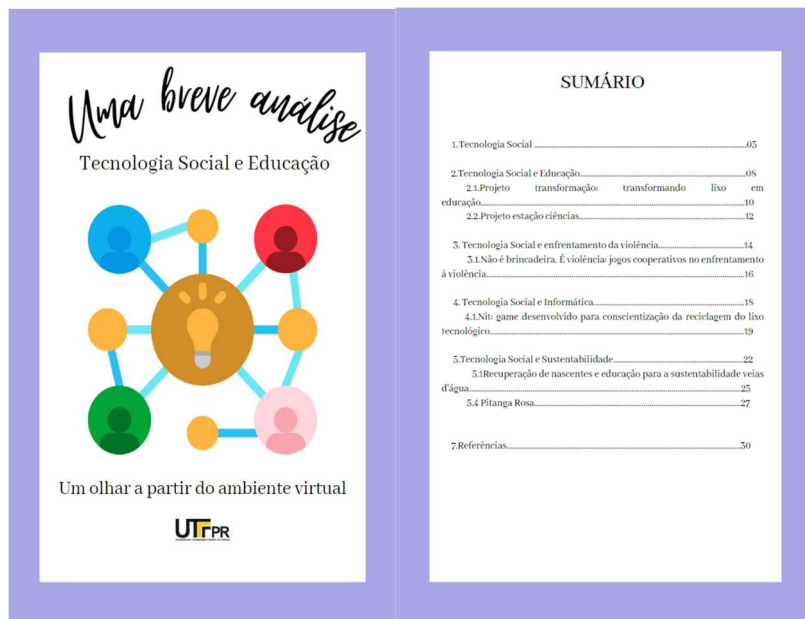 Uma breve análise
Tecnologia Social e Educação
Um olhar a partir do ambiente virtual
UTFPR
SUMÁRIO
1. Tecnologia Social ..........................................................................05
2.Tecnologia Social e Educação..........................................................08
2.1.Projeto transformação: transformando lixo em
educação..........................................................................................10
2.2.Projeto estação ciências..............................................................12
3. Tecnologia Social e enfrentamento da violência..............................14
3.1.Não é brincadeira. É violência: jogos cooperativos no enfrentamento
à violência........................................................................................16
4. Tecnologia Social e Informática.....................................................18
4.1.Nit: game desenvolvido para conscientização da reciclagem do lixo
tecnológico.......................................................................................19
5.Tecnologia Social e Sustentabilidade...............................................22
5.1Recuperação de nascentes e educação para a sustentabilidade veias
d'água..............................................................................................25
5.4 Pitanga Rosa..............................................................................27
7.Referências....................................................................................30